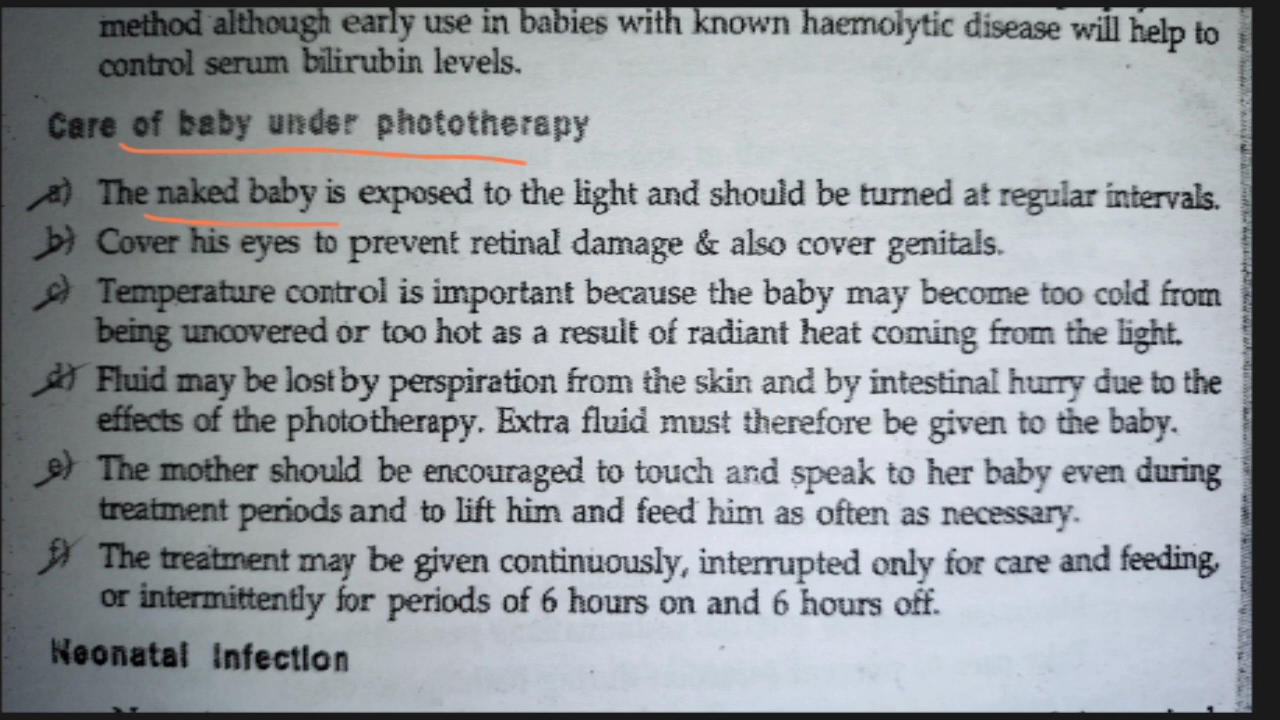 method although early use in babies with known haemolytic disease will help to
control serum bilirubin levels.
Care of baby under phototherapy
a) The naked baby is exposed to the light and should be turned at regular intervals.
b) Cover his eyes to prevent retinal damage & also cover genitals.
c) Temperature control is important because the baby may become too cold from
being uncovered or too hot as a result of radiant heat coming from the light.
d) Fluid may be lost by perspiration from the skin and by intestinal hurry due to the
effects of the phototherapy. Extra fluid must therefore be given to the baby.
e) The mother should be encouraged to touch and speak to her baby even during
treatment periods and to lift him and feed him as often as necessary.
f) The treatment may be given continuously, interrupted only for care and feeding,
or intermittently for periods of 6 hours on and 6 hours off.
Neonatal Infection